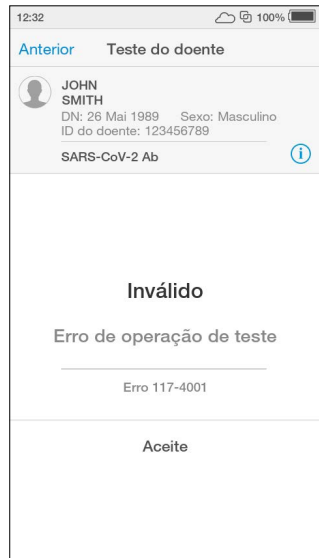 12:32 100%
Anterior Teste do doente
JOHN
SMITH
DN: 26 Mai 1989 Sexo: Masculino
ID do doente: 123456789
SARS-CoV-2 Ab i
Inválido
Erro de operação de teste
Erro 117-4001
Aceite